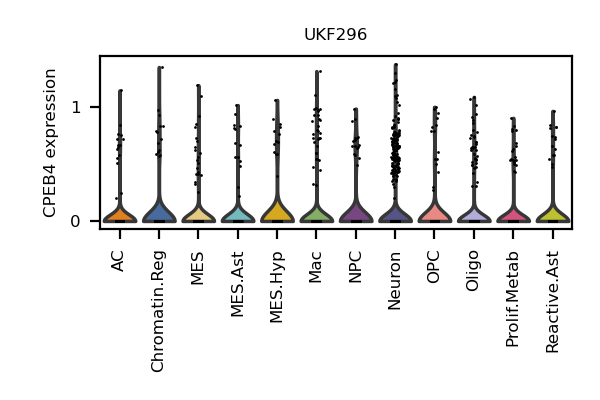 UKF296
CPEB4 expression
1
0
AC
Chromatin.Reg
MES
MES.Ast
MES.Hyp
Mac
NPC
Neuron
OPC
Oligo
Prolif.Metab
Reactive.Ast